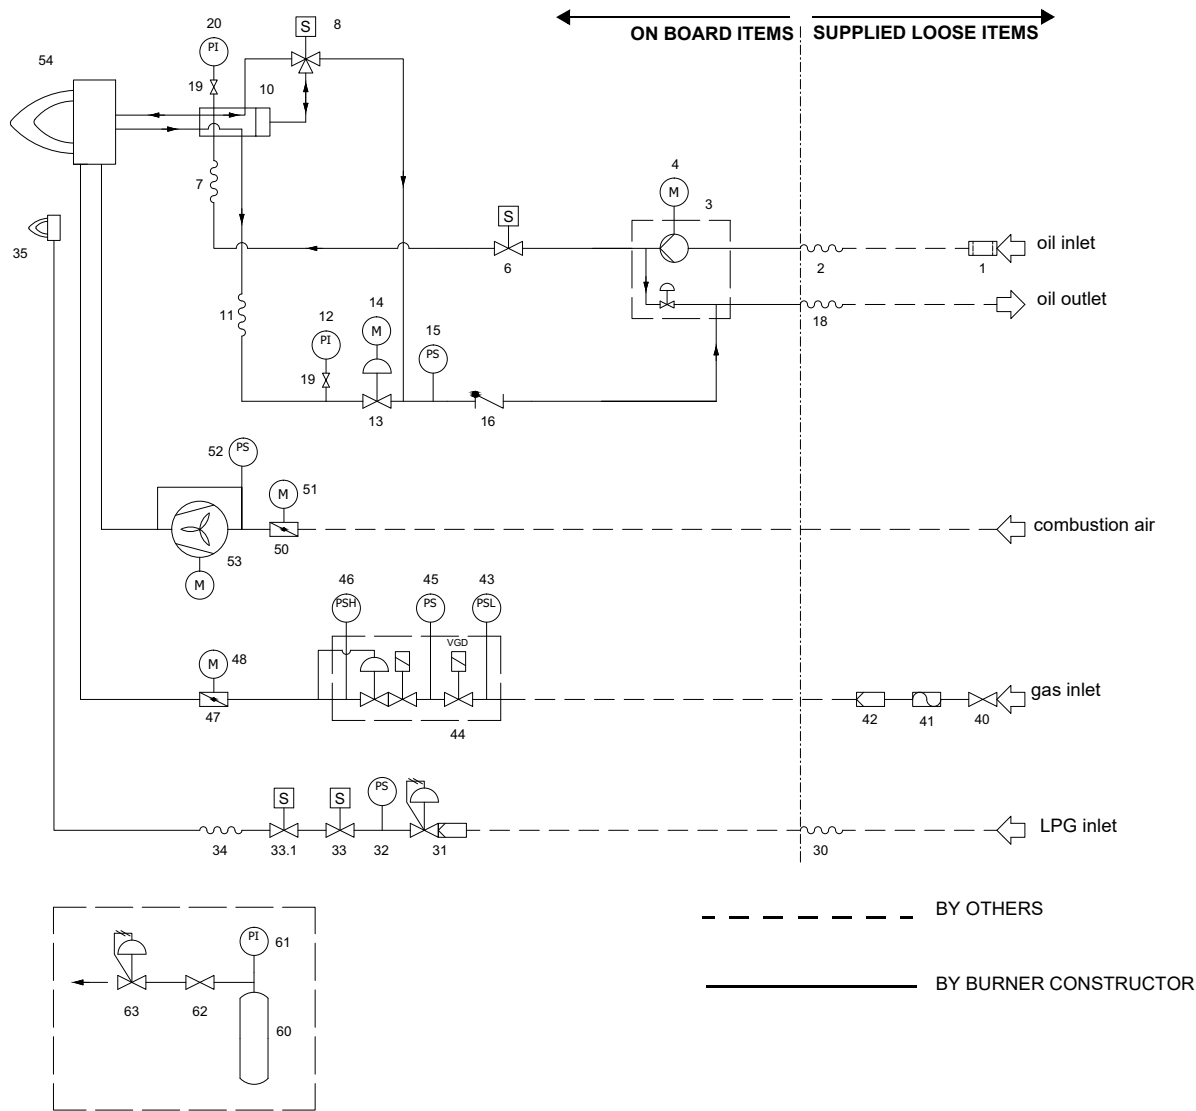 ON BOARD ITEMS
SUPPLIED LOOSE ITEMS
20
PI
S
8
54
19
10
7
4
M
3
S
35
6
2
1
oil inlet
11
12
PI
19
14
M
13
15
PS
16
18
oil outlet
52
PS
M
51
53
M
50
combustion air
46
PSH
45
PS
43
PSL
VGD
M
48
47
44
42
41
40
gas inlet
S
S
PS
34
33.1
33
32
31
30
LPG inlet
PI
61
63
62
60
BY OTHERS
BY BURNER CONSTRUCTOR